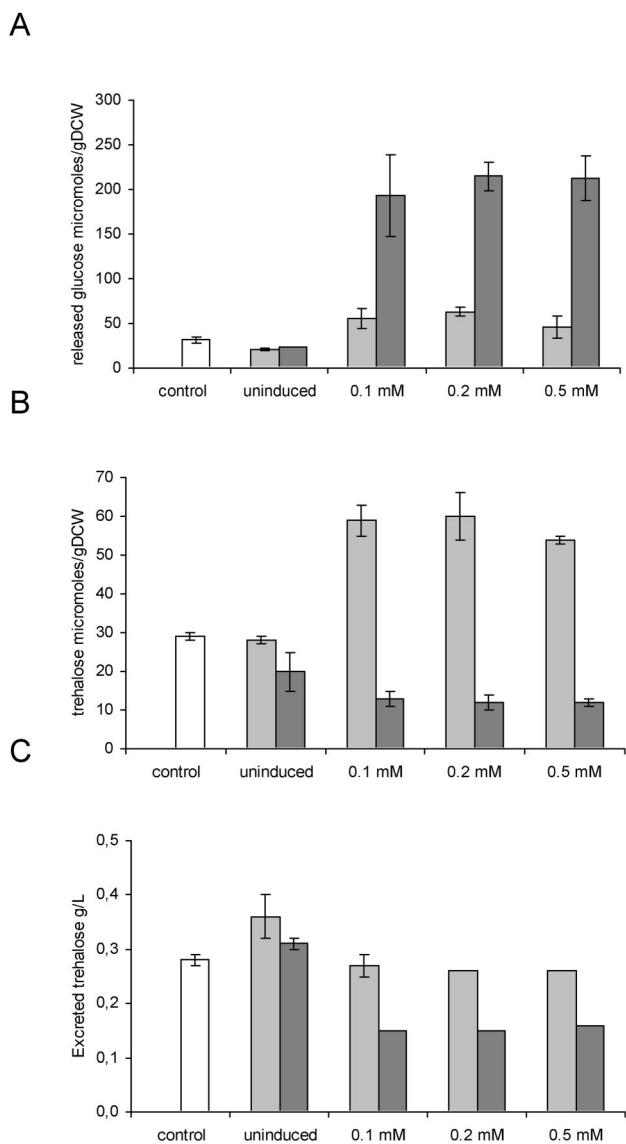 A
released glucose micromoles/gDCW
300
250
200
150
100
50
0
control uninduced 0.1 mM 0.2 mM 0.5 mM
B
trehalose micromoles/gDCW
70
60
50
40
30
20
10
0
control uninduced 0.1 mM 0.2 mM 0.5 mM
C
Excreted trehalose g/L
0,5
0,4
0,3
0,2
0,1
0,0
control uninduced 0.1 mM 0.2 mM 0.5 mM